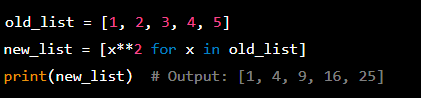 old_list = [1, 2, 3, 4, 5]
new_list = [x**2 for x in old_list]
print(new_list)  # Output: [1, 4, 9, 16, 25]